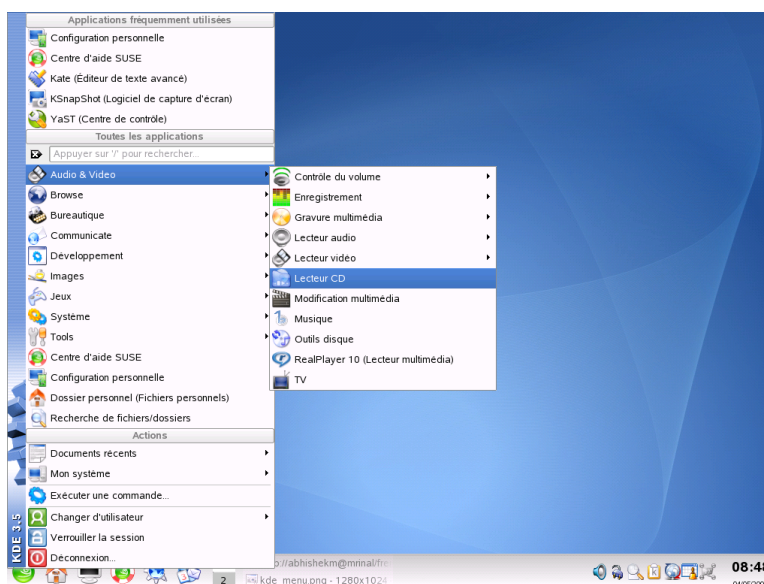 Applications fréquemment utilisées
Configuration personnelle
Centre d'aide SUSE
Kate (Éditeur de texte avancé)
KSnapShot (Logiciel de capture d'écran)
YaST (Centre de contrôle)
Toutes les applications
Appuyer sur '/' pour rechercher...
Audio & Video
Browse
Bureautique
Communicate
Développement
Images
Jeux
Système
Tools
Centre d'aide SUSE
Configuration personnelle
Dossier personnel (Fichiers personnels)
Recherche de fichiers/dossiers
Actions
Documents récents
Mon système
Exécuter une commande...
Changer d'utilisateur
Verrouiller la session
Déconnexion...
KDE 3.5
Contrôle du volume
Enregistrement
Gravure multimédia
Lecteur audio
Lecteur vidéo
Lecteur CD
Modification multimédia
Musique
Outils disque
RealPlayer 10 (Lecteur multimédia)
TV
2
://abhishekm@mrinal/fre
kde_menu.png - 1280x1024
08:48